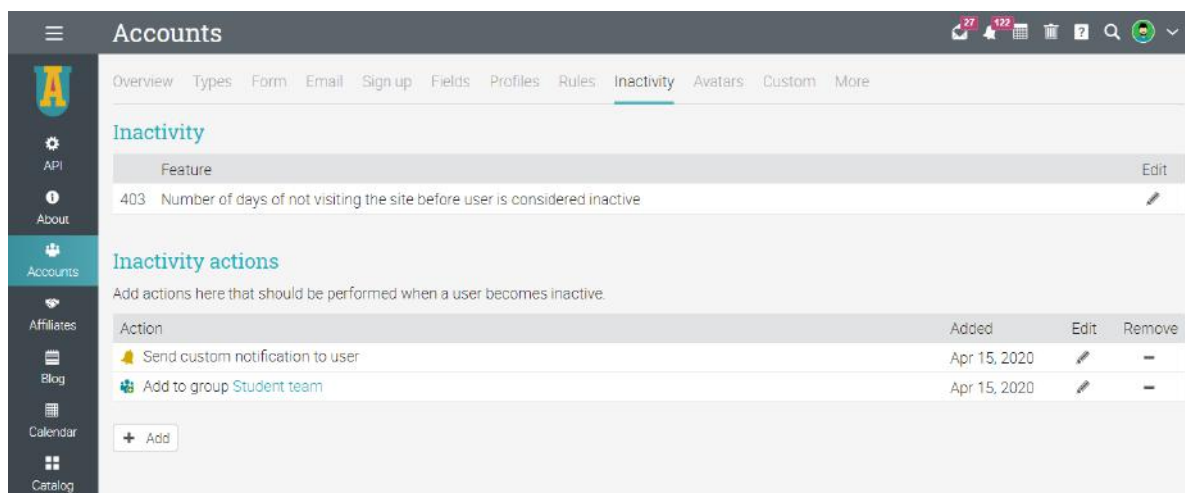 Accounts
27
122
Overview Types Form Email Sign up Fields Profiles Rules Inactivity Avatars Custom More
API
About
Accounts
Affiliates
Blog
Calendar
Catalog
Inactivity
Feature Edit
403 Number of days of not visiting the site before user is considered inactive
Inactivity actions
Add actions here that should be performed when a user becomes inactive.
Action Added Edit Remove
Send custom notification to user Apr 15, 2020
Add to group Student team Apr 15, 2020
+ Add